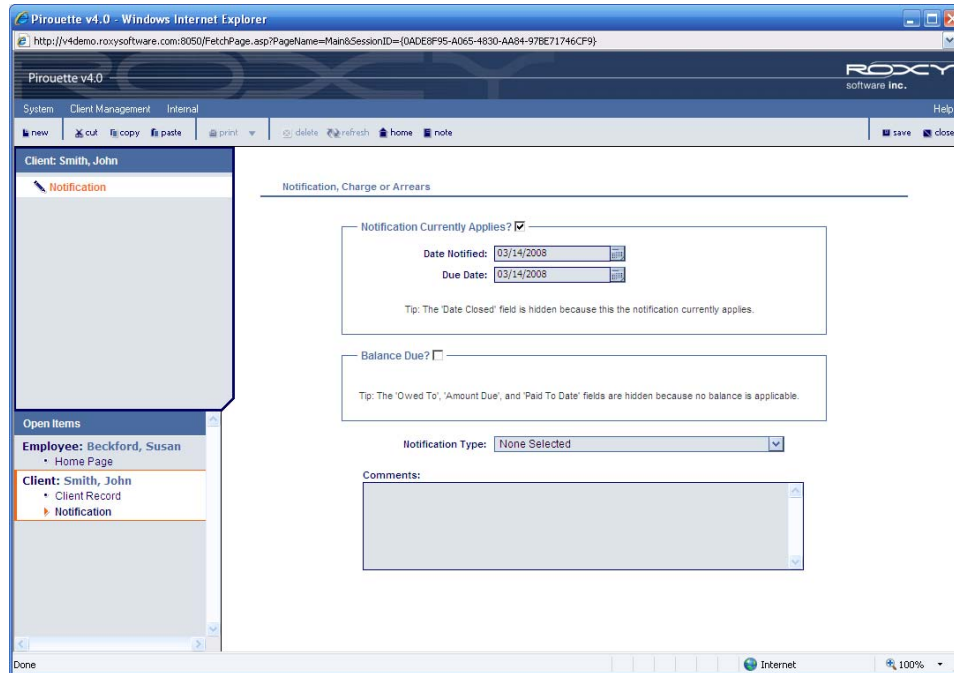 Pirouette v4.0 - Windows Internet Explorer
http://v4demo.roxysoftware.com:8050/FetchPage.asp?PageName=Main&SessionID={0ADE8F95-A065-4830-AA84-97BE71746CF9}
Pirouette v4.0
ROXY
software inc.
System Client Management Internal Help
new cut copy paste print delete refresh home note save close
Client: Smith, John
Notification
Notification, Charge or Arrears
Notification Currently Applies?
Date Notified: 03/14/2008
Due Date: 03/14/2008
Tip: The 'Date Closed' field is hidden because this the notification currently applies.
Balance Due?
Tip: The 'Owed To', 'Amount Due', and 'Paid To Date' fields are hidden because no balance is applicable.
Notification Type: None Selected
Comments:
Open Items
Employee: Beckford, Susan
Home Page
Client: Smith, John
Client Record
Notification
Done Internet 100%